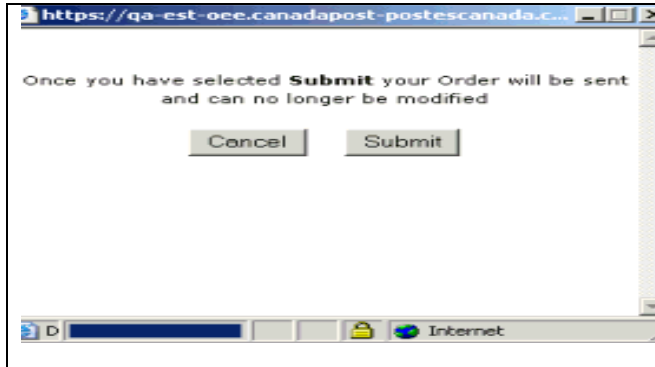 https://qa-est-oee.canadapost-postescanada.c...
Once you have selected Submit your Order will be sent
and can no longer be modified
Cancel Submit
D Internet